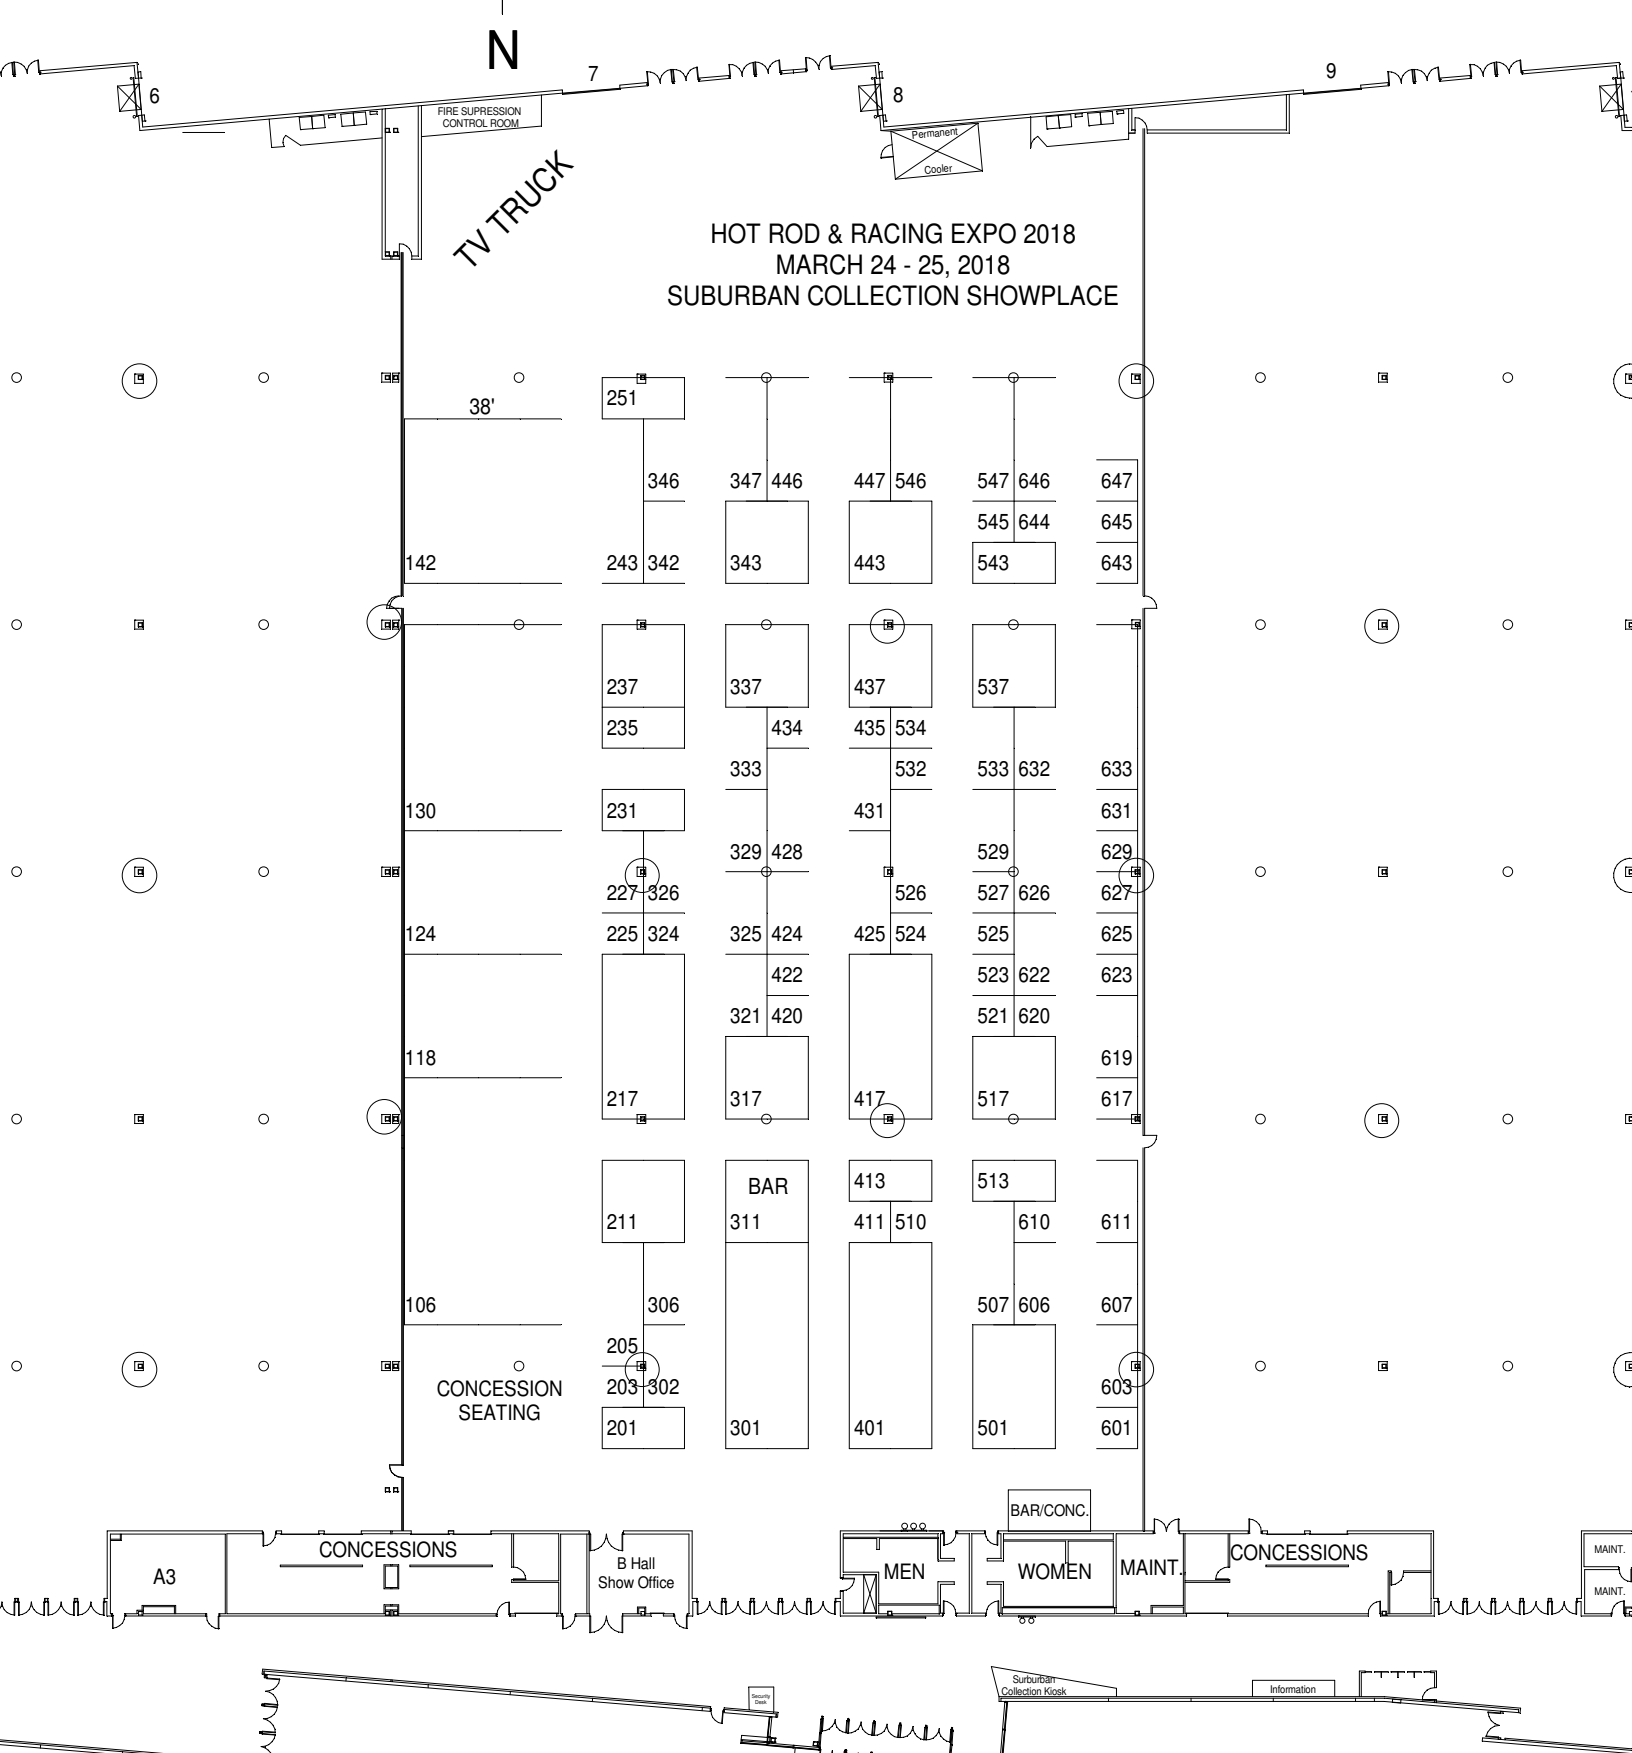 N
7
9
6
8
FIRE SUPRESSION
CONTROL ROOM
Permanent
Cooler
TV TRUCK
HOT ROD & RACING EXPO 2018
MARCH 24 - 25, 2018
SUBURBAN COLLECTION SHOWPLACE
38'
251
346 347 446 447 546 547 646 647
545 644 645
142 243 342 343 443 543 643
237 337 437 537
235 434 435 534
333 532 533 632 633
130 231 431 631
329 428 529 629
227 326 526 527 626 627
124 225 324 325 424 425 524 525 625
422 523 622 623
321 420 521 620
118 619
217 317 417 517 617
BAR 413 513
211 311 411 510 610 611
106 306 507 606 607
205
CONCESSION
SEATING
203 302 603
201 301 401 501 601
BAR/CONC.
CONCESSIONS
CONCESSIONS
A3
B Hall
Show Office
MEN
WOMEN
MAINT.
MAINT.
MAINT.
Security
Desk
Surburban
Collection Kiosk
Information